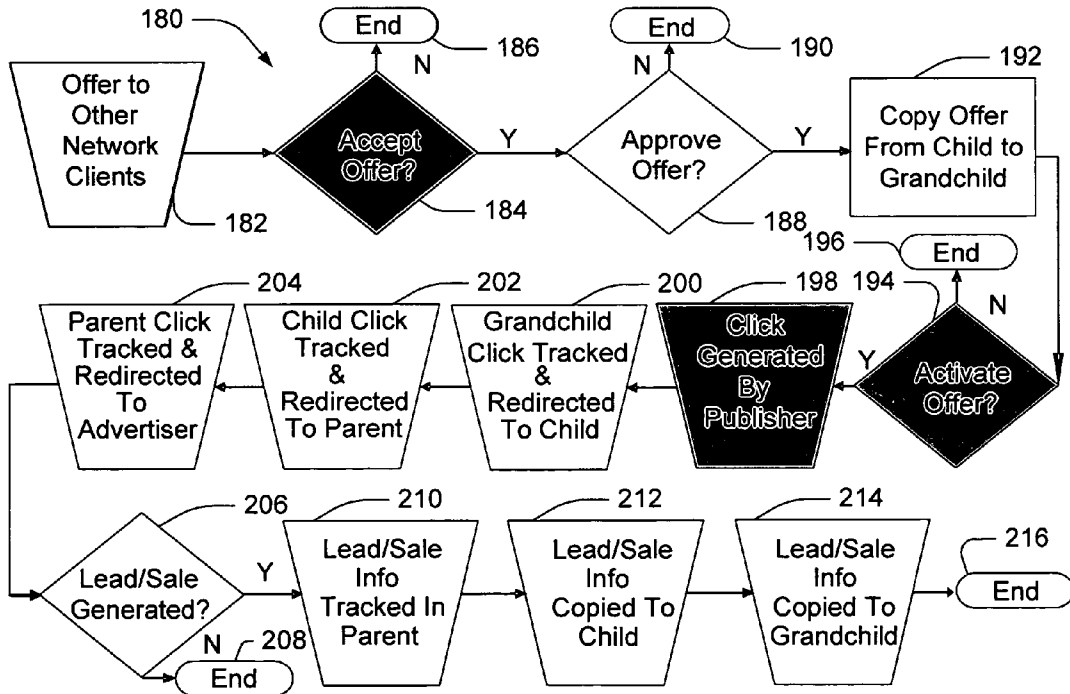 180
End
186
N
End
190
N
192
Offer to
Other
Network
Clients
182
Accept
Offer?
184
Y
Approve
Offer?
188
Y
Copy Offer
From Child to
Grandchild
196
End
194
N
Activate
Offer?
Y
198
Click
Generated
By
Publisher
200
Grandchild
Click Tracked
&
Redirected
To Child
202
Child Click
Tracked
&
Redirected
To Parent
204
Parent Click
Tracked &
Redirected
To
Advertiser
206
Lead/Sale
Generated?
Y
N
208
End
210
Lead/Sale
Info
Tracked In
Parent
212
Lead/Sale
Info
Copied To
Child
214
Lead/Sale
Info
Copied To
Grandchild
216
End